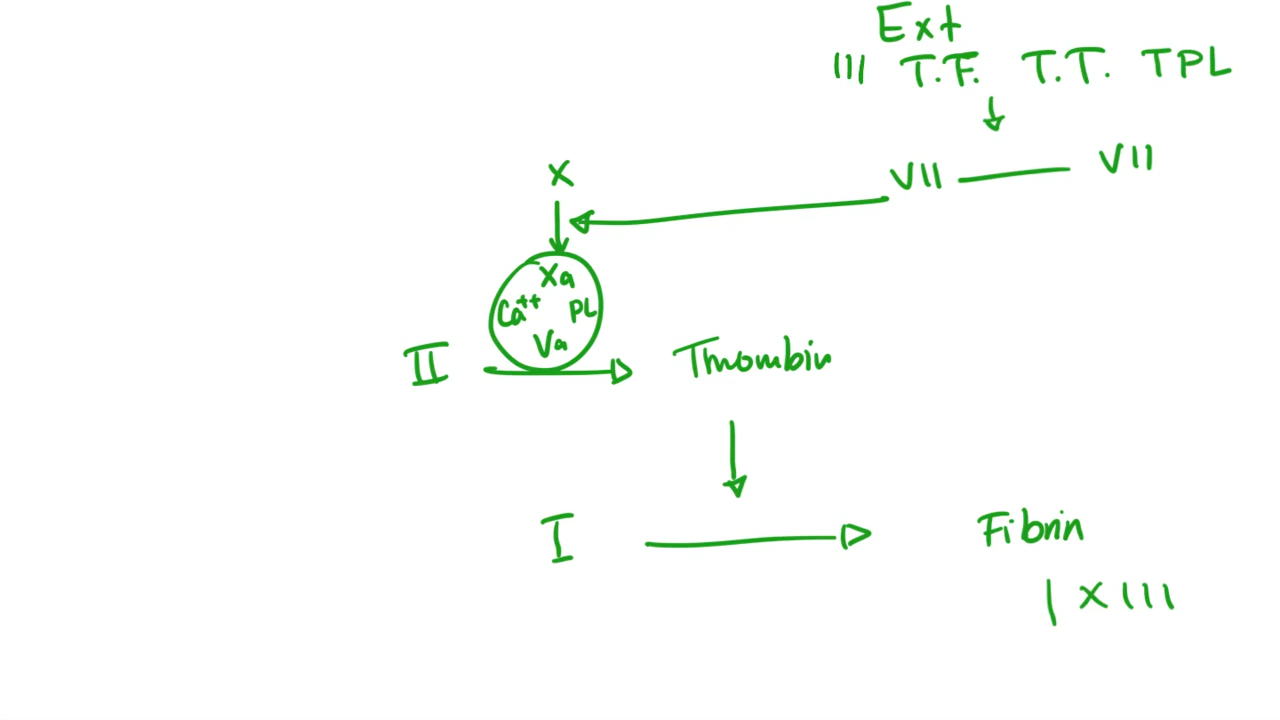 Ext
III T.F. T.T. TPL
X VII VII
Xa
Ca++ PL
Va
II Thrombin
I Fibrin
XIII